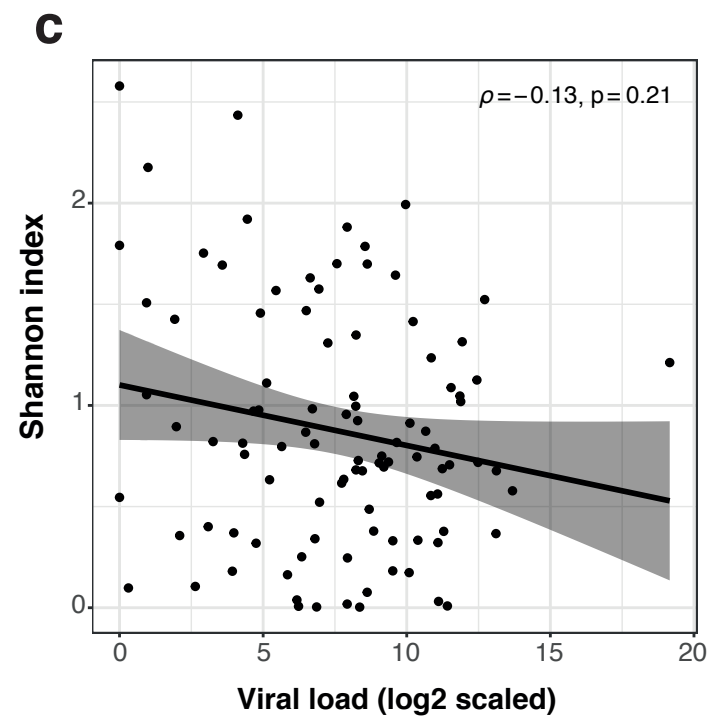 C
ρ=−0.13, p=0.21
2
1
0
Shannon index
0 5 10 15 20
Viral load (log2 scaled)